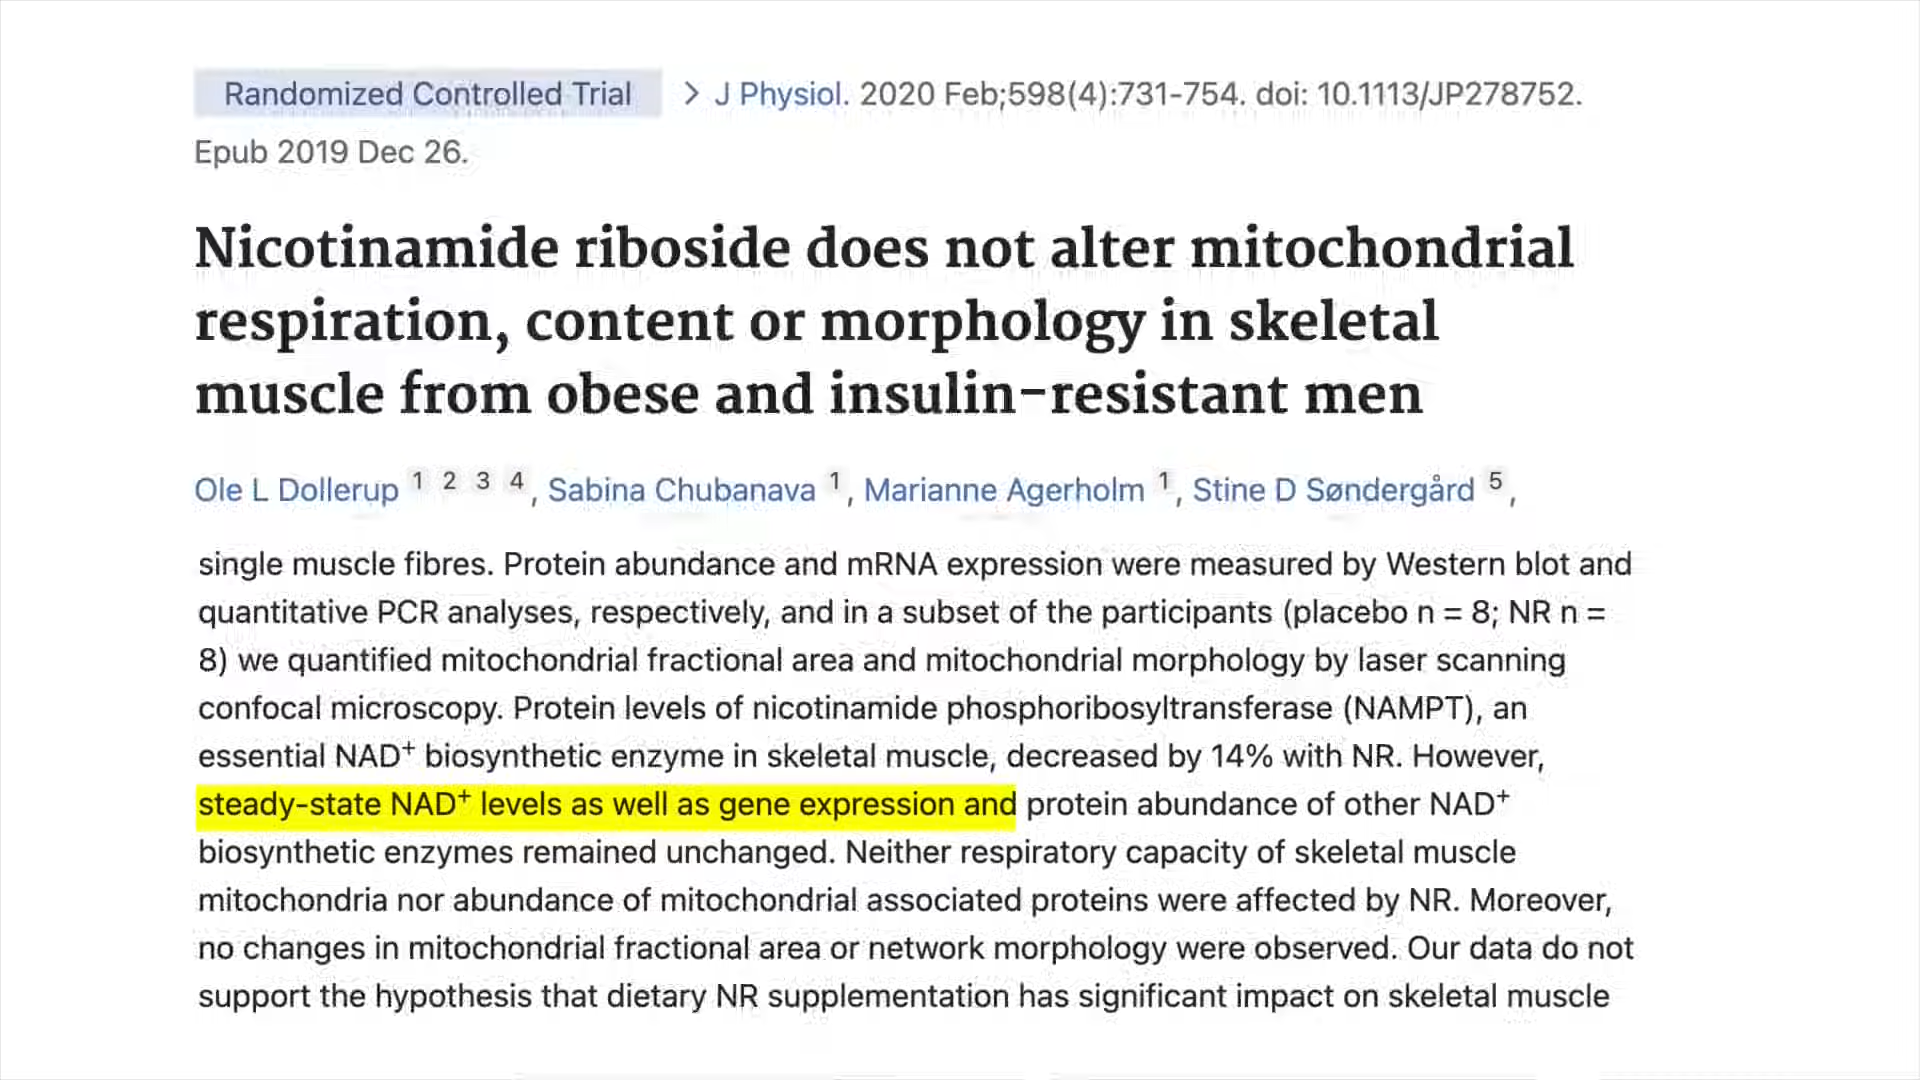 Randomized Controlled Trial > J Physiol. 2020 Feb;598(4):731-754. doi: 10.1113/JP278752.
Epub 2019 Dec 26.
Nicotinamide riboside does not alter mitochondrial
respiration, content or morphology in skeletal
muscle from obese and insulin-resistant men
Ole L Dollerup 1 2 3 4, Sabina Chubanava 1, Marianne Agerholm 1, Stine D Søndergård 5,
single muscle fibres. Protein abundance and mRNA expression were measured by Western blot and
quantitative PCR analyses, respectively, and in a subset of the participants (placebo n = 8; NR n =
8) we quantified mitochondrial fractional area and mitochondrial morphology by laser scanning
confocal microscopy. Protein levels of nicotinamide phosphoribosyltransferase (NAMPT), an
essential NAD⁺ biosynthetic enzyme in skeletal muscle, decreased by 14% with NR. However,
steady-state NAD⁺ levels as well as gene expression and protein abundance of other NAD⁺
biosynthetic enzymes remained unchanged. Neither respiratory capacity of skeletal muscle
mitochondria nor abundance of mitochondrial associated proteins were affected by NR. Moreover,
no changes in mitochondrial fractional area or network morphology were observed. Our data do not
support the hypothesis that dietary NR supplementation has significant impact on skeletal muscle